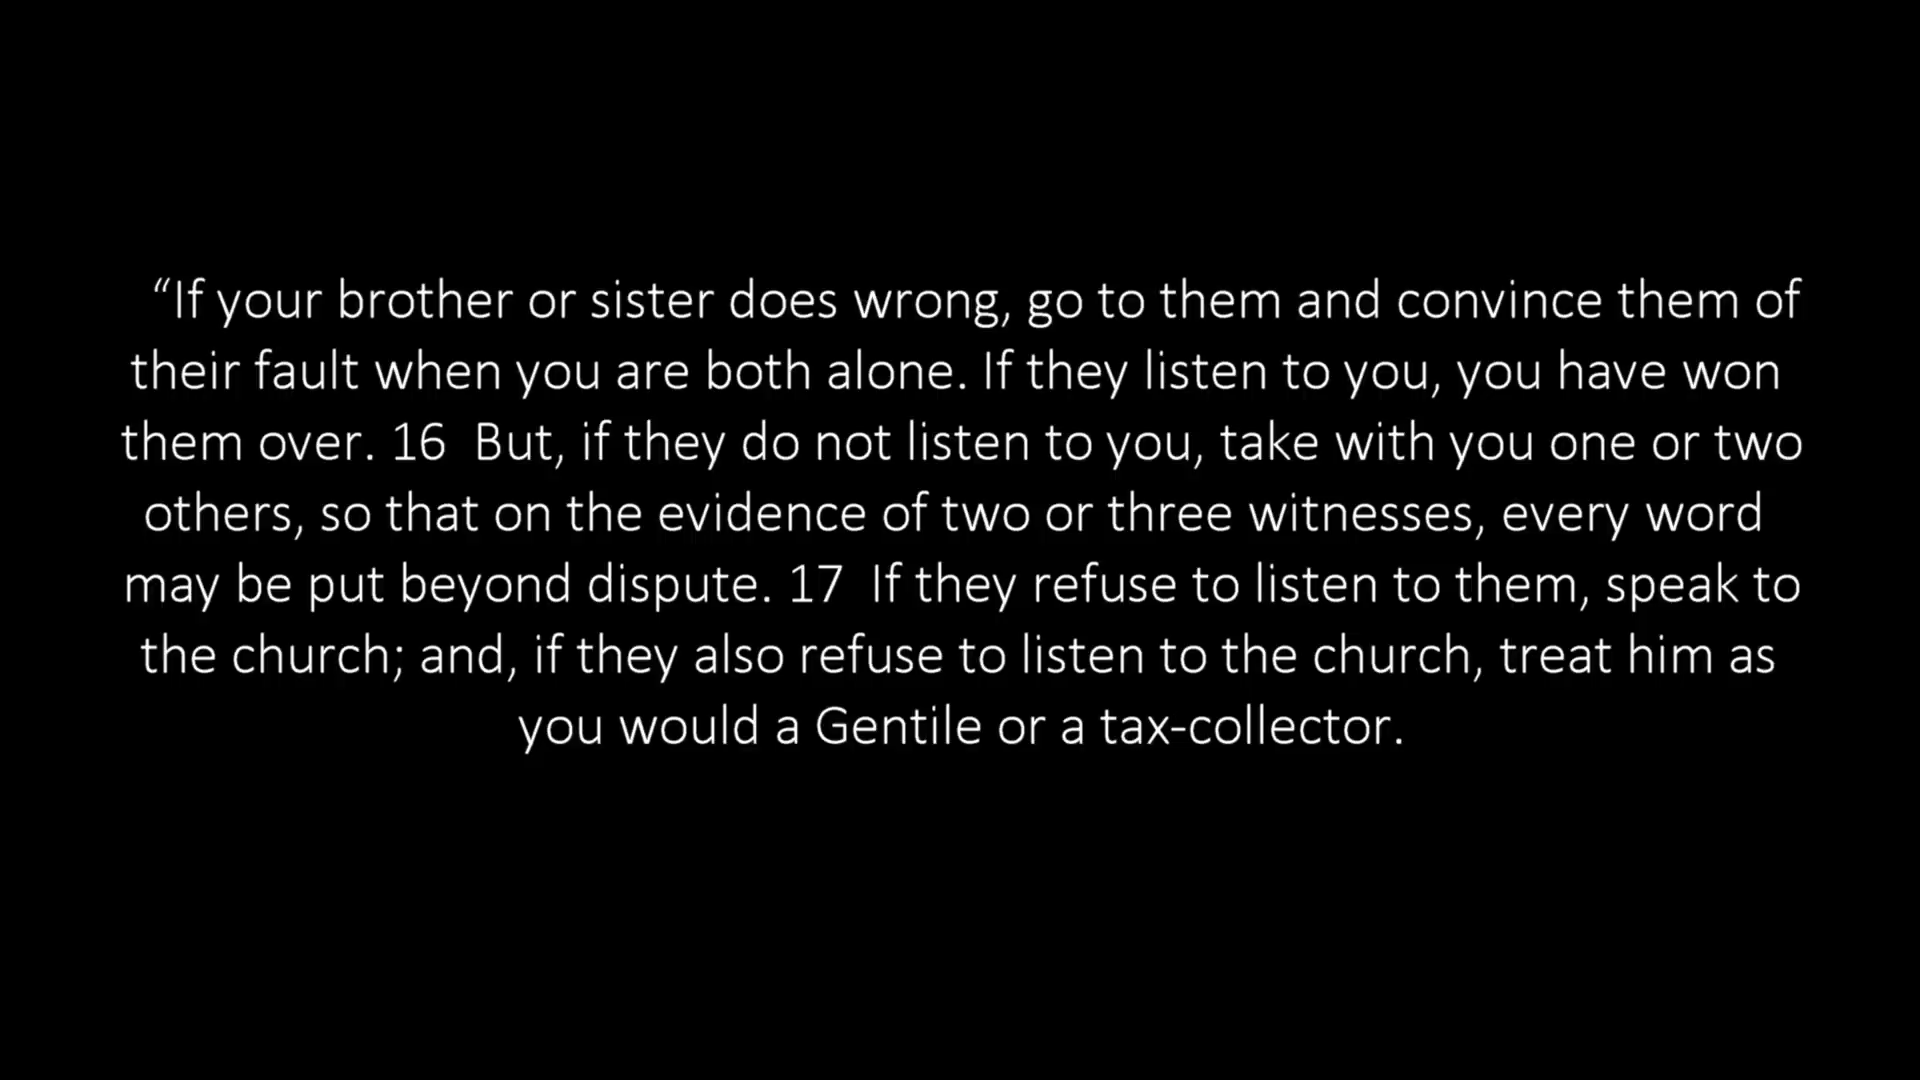 “If your brother or sister does wrong, go to them and convince them of
their fault when you are both alone. If they listen to you, you have won
them over. 16  But, if they do not listen to you, take with you one or two
others, so that on the evidence of two or three witnesses, every word
may be put beyond dispute. 17  If they refuse to listen to them, speak to
the church; and, if they also refuse to listen to the church, treat him as
you would a Gentile or a tax-collector.